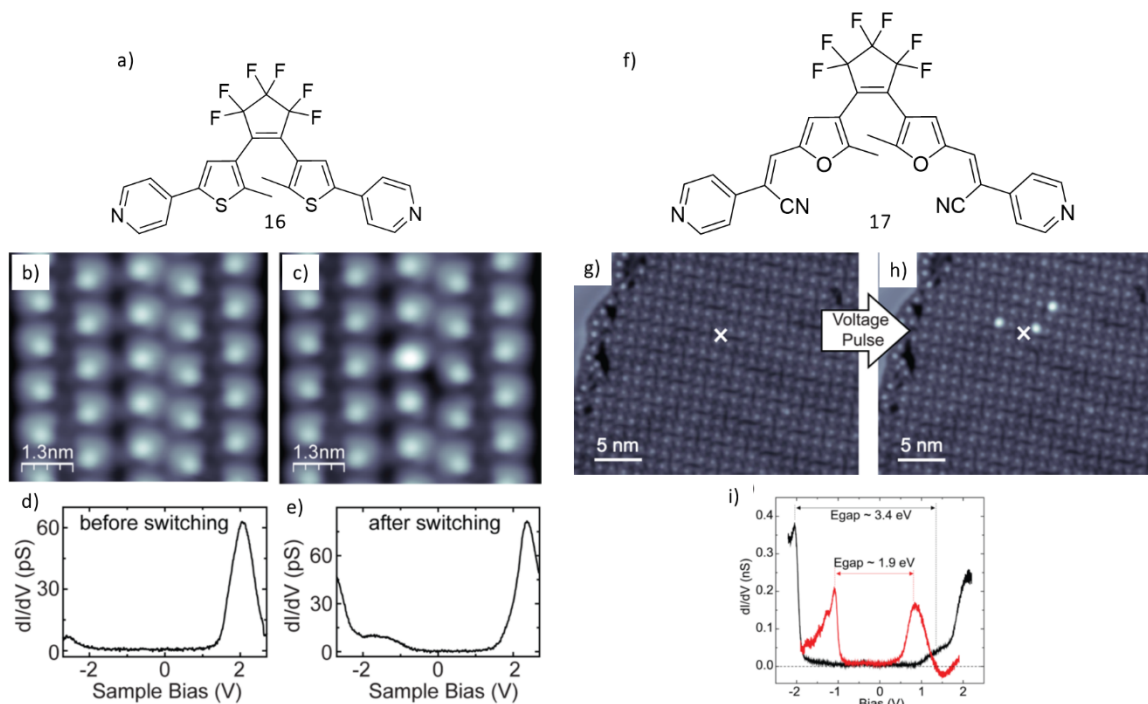 a)
F F
F F
F F
N S S N
16
f)
F F
F F
F F
O O
N CN NC N
17
b)
1.3nm
c)
1.3nm
g)
5 nm
Voltage
Pulse
h)
5 nm
d)
before switching
dI/dV (pS)
60
30
0
-2 0 2
Sample Bias (V)
e)
after switching
dI/dV (pS)
60
30
0
-2 0 2
Sample Bias (V)
i)
Egap ~ 3.4 eV
Egap ~ 1.9 eV
dI/dV (nS)
0.4
0.3
0.2
0.1
0.0
-2 -1 0 1 2
Bias (V)